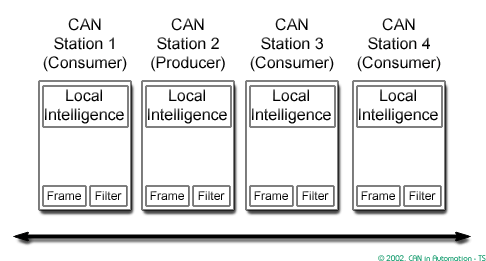 CAN
Station 1
(Consumer)
CAN
Station 2
(Producer)
CAN
Station 3
(Consumer)
CAN
Station 4
(Consumer)
Local
Intelligence
Frame
Filter
Local
Intelligence
Frame
Filter
Local
Intelligence
Frame
Filter
Local
Intelligence
Frame
Filter
© 2002. CAN in Automation - TS